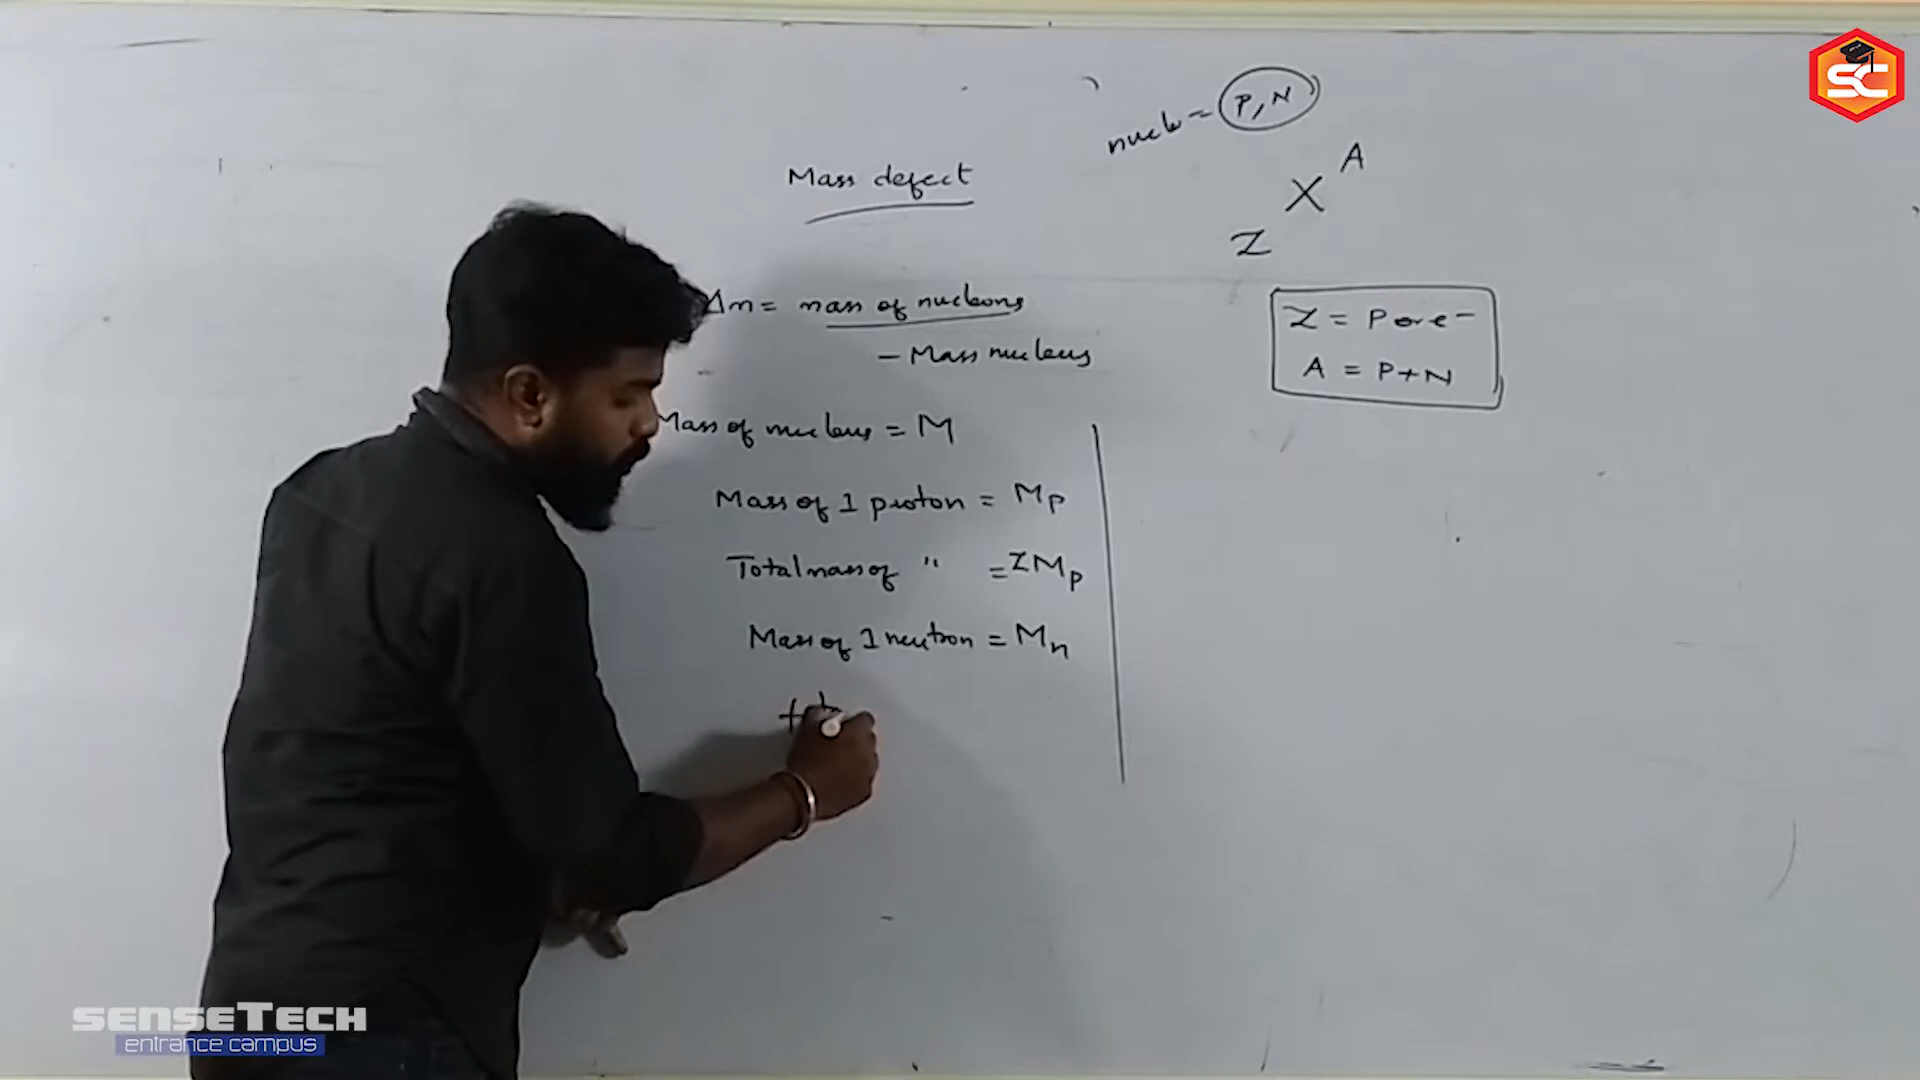 nucle = P, N
Mass defect
X A
Z
Δm = mass of nucleons
- Mass nucleus
Z = P or e-
A = P+N
Mass of nucleus = M
Mass of 1 proton = Mp
Total mass of " = ZMp
Mass of 1 neutron = Mn
SC
SENSETECH
entrance campus